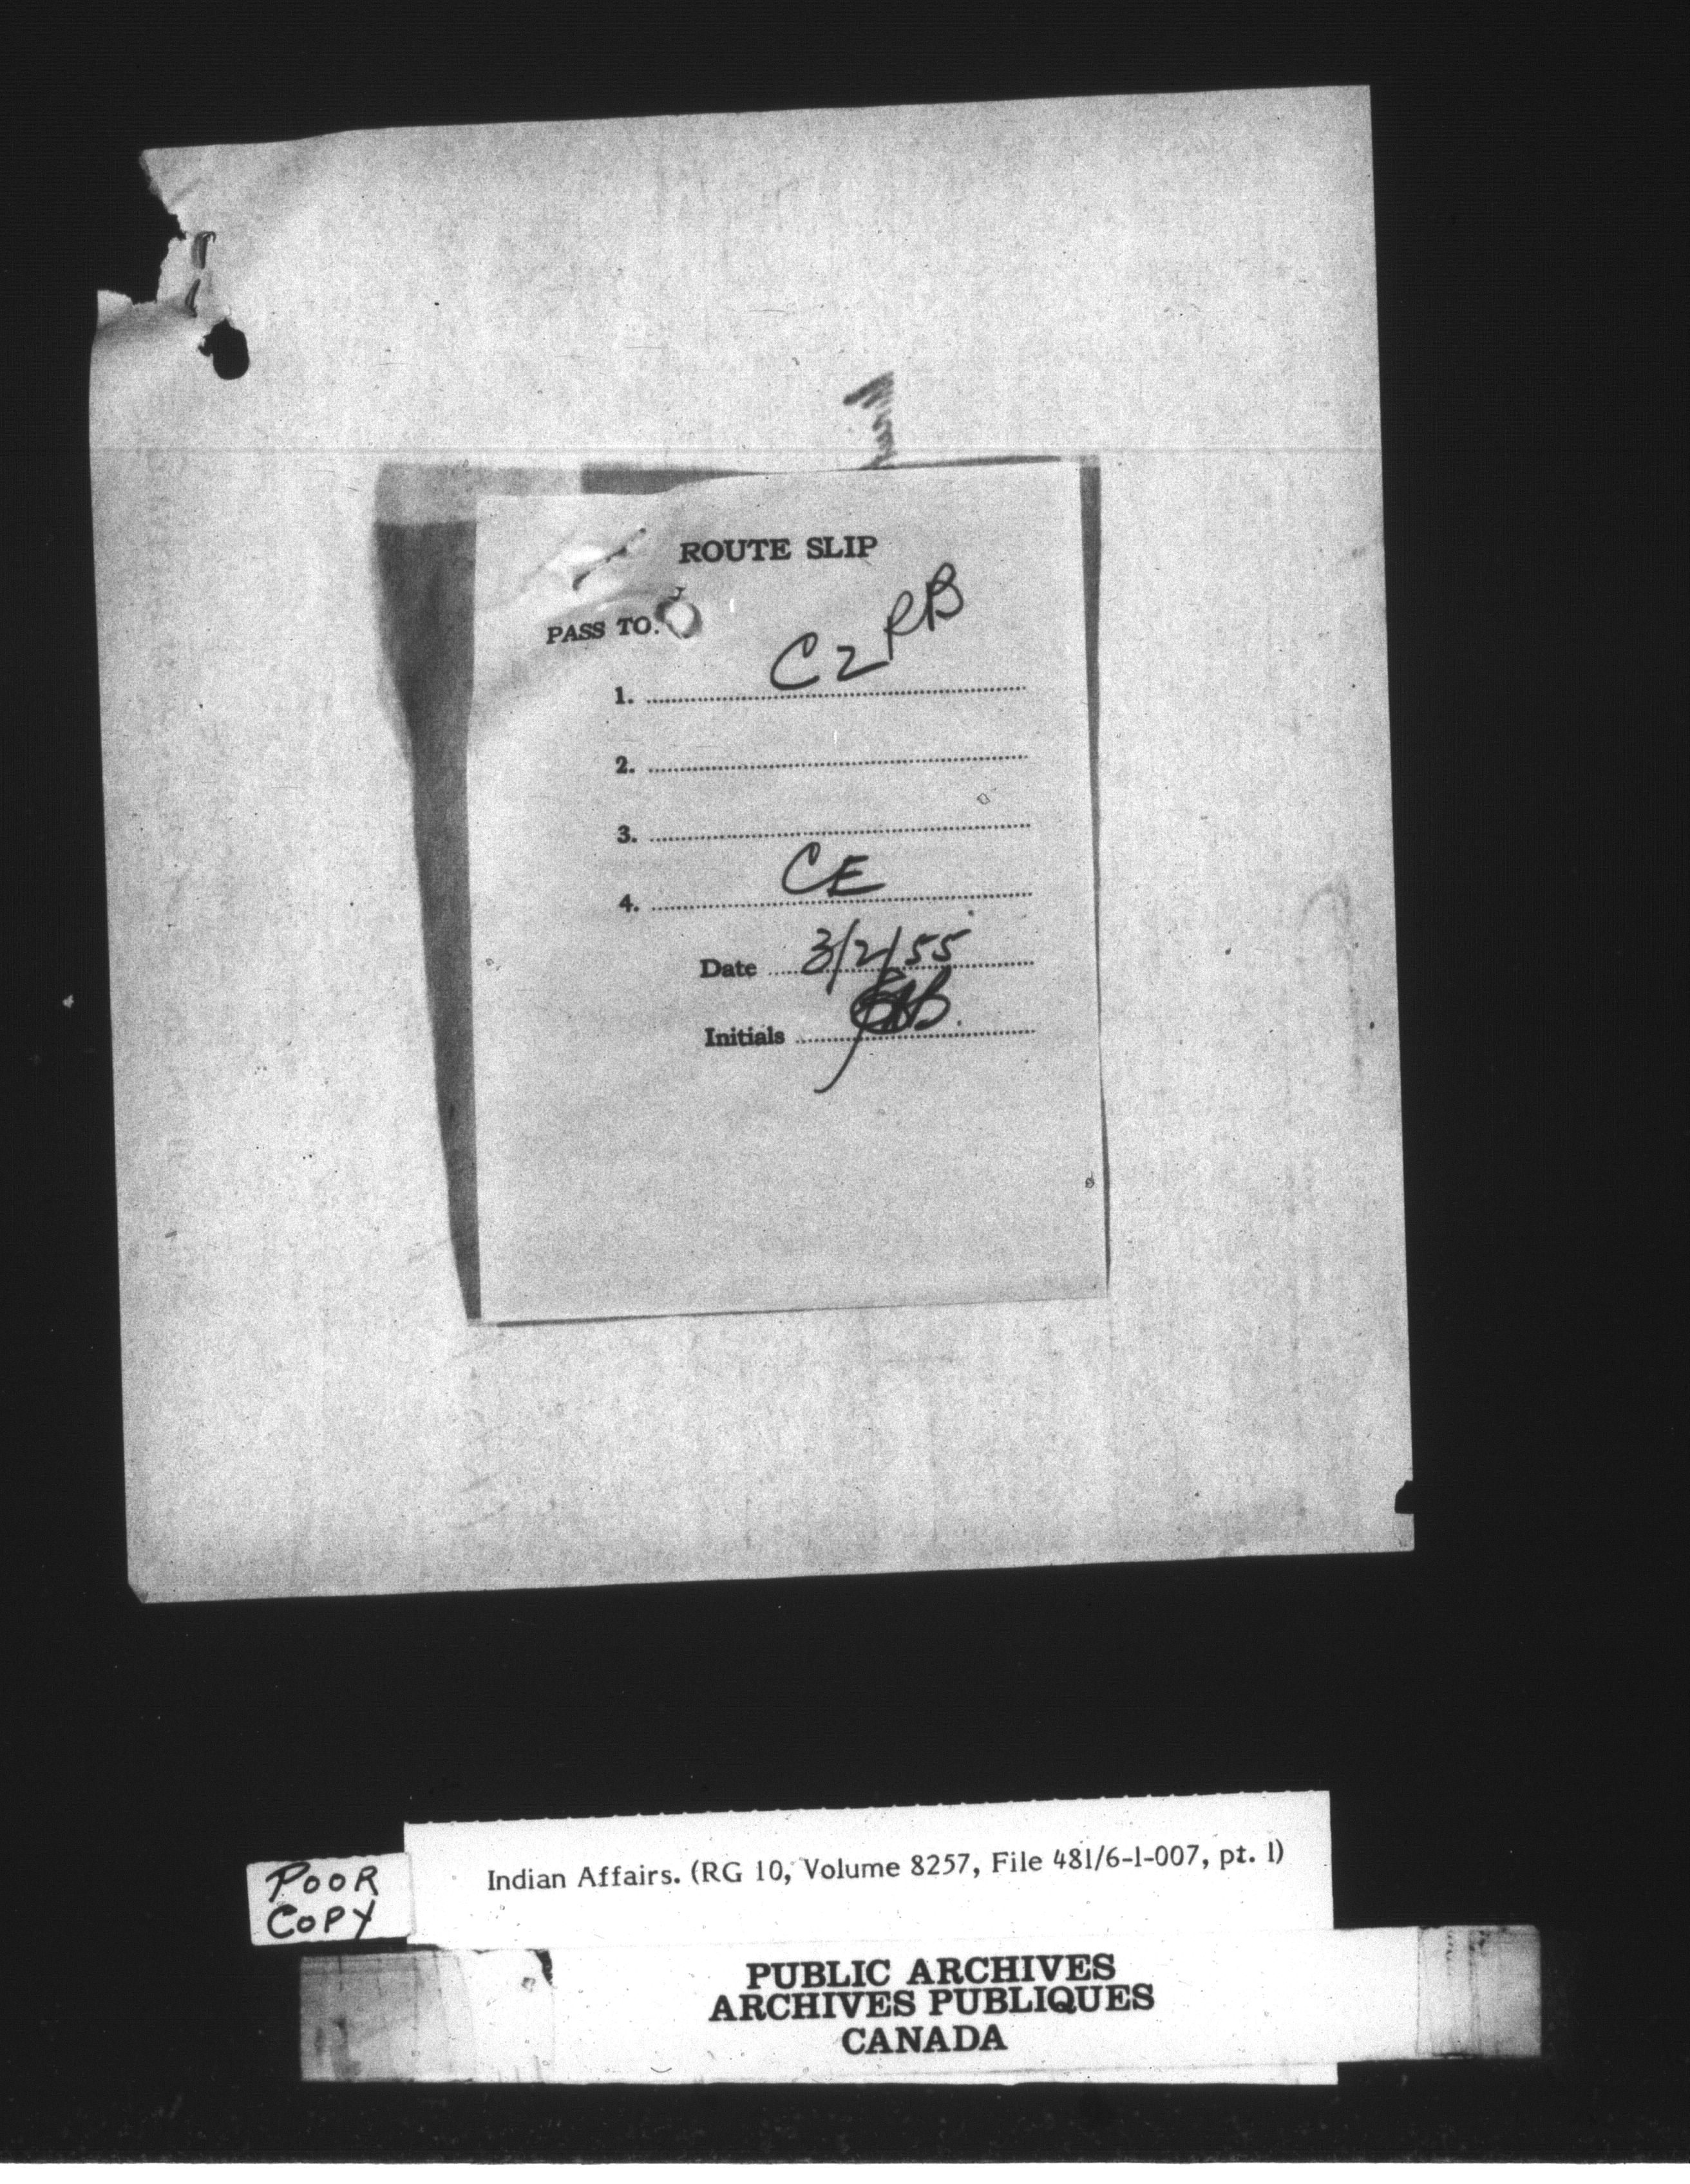 1
ROUTE SLIP
PASS TO.
1. C2 RB
2.
3.
4. CE
Date 3/2/55
Initials
POOR
COPY
Indian Affairs. (RG 10, Volume 8257, File 481/6-1-007, pt. 1)
PUBLIC ARCHIVES
ARCHIVES PUBLIQUES
CANADA